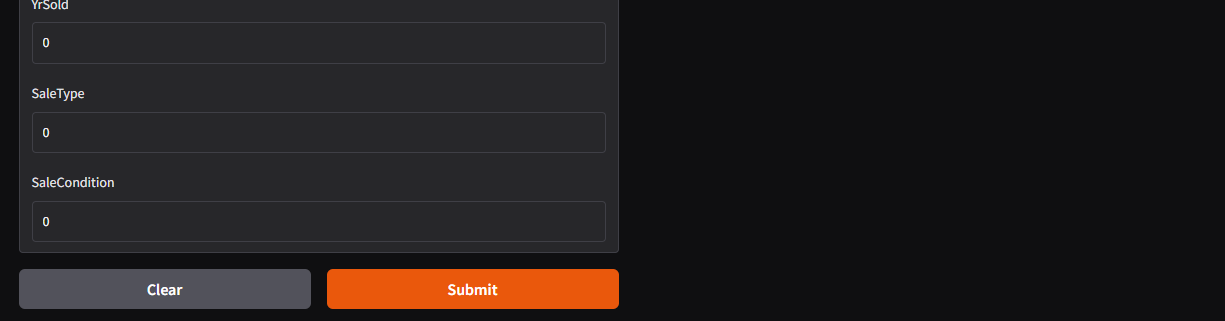 YrSold
0
SaleType
0
SaleCondition
0
Clear
Submit